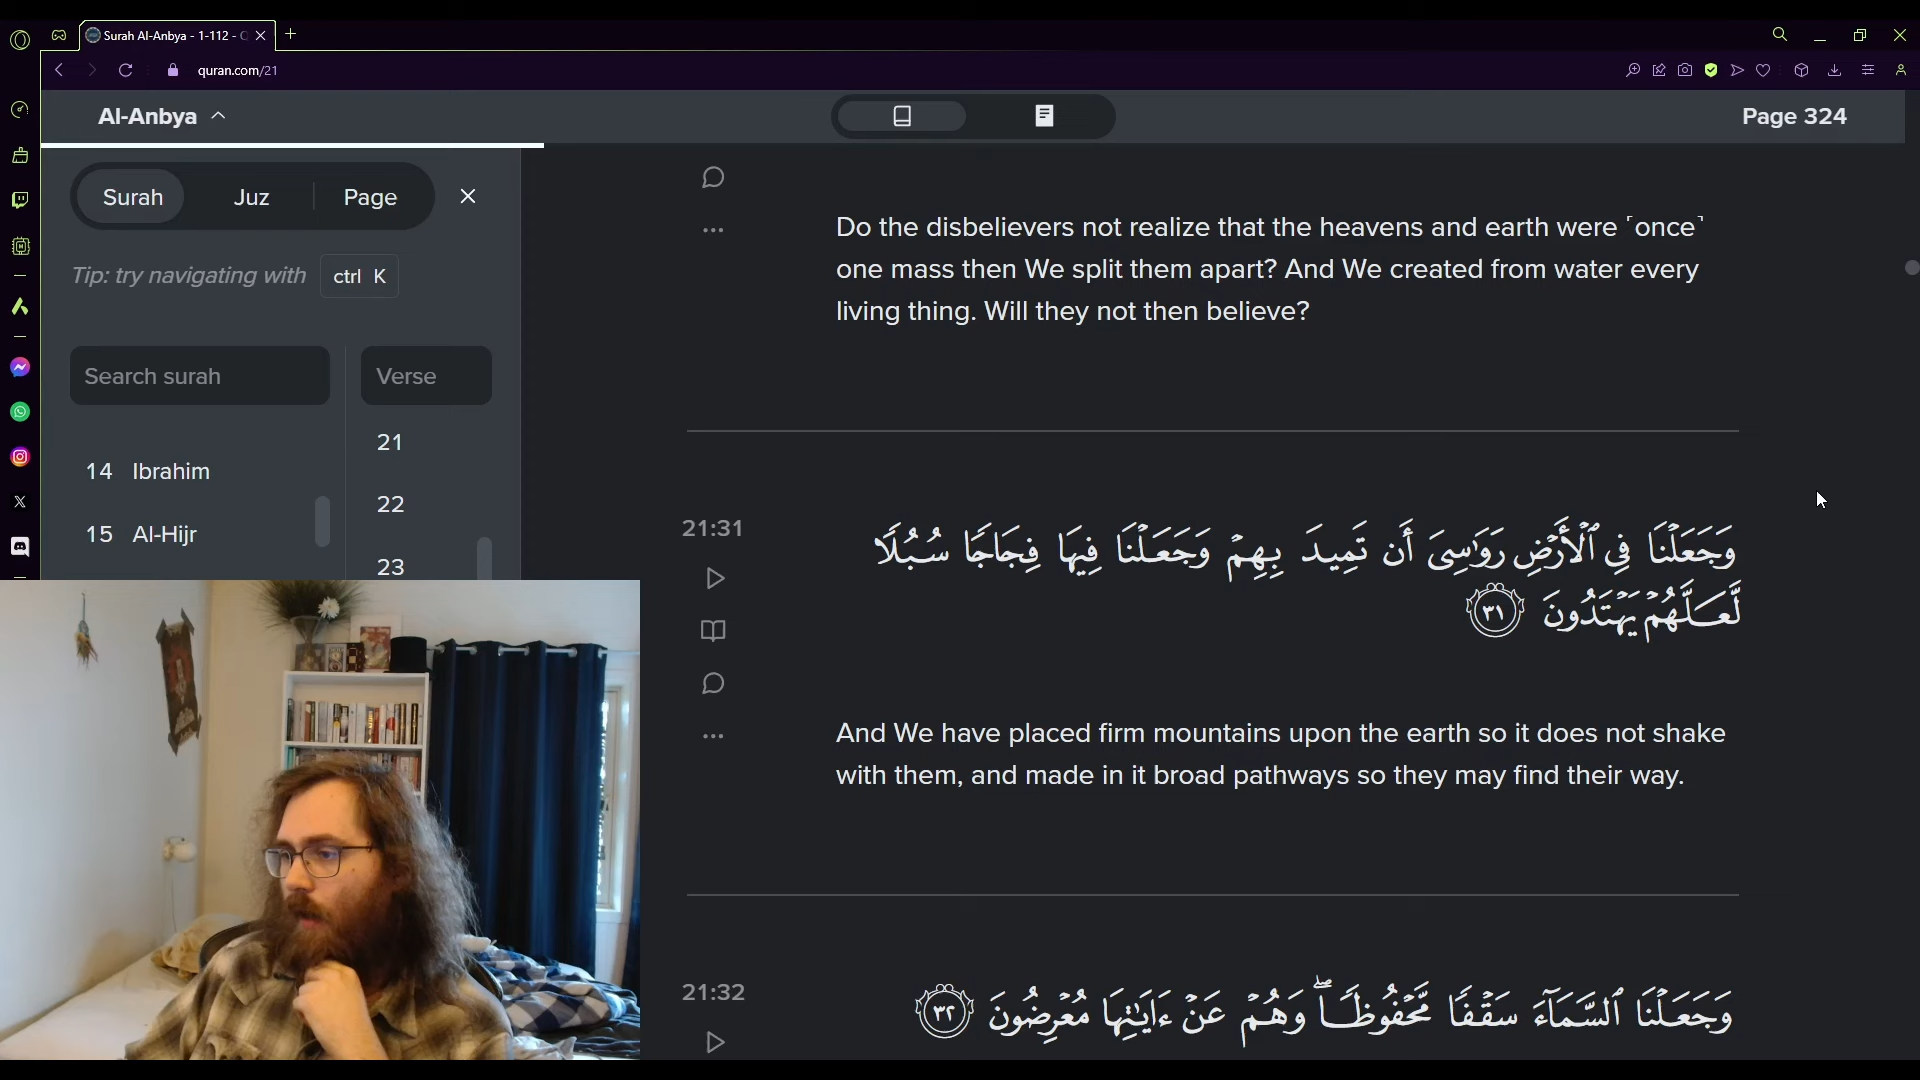 Surah Al-Anbya - 1-112 -
quran.com/21
Al-Anbya
Page 324
Surah
Juz
Page
Tip: try navigating with ctrl K
Search surah
Verse
21
14 Ibrahim
22
15 Al-Hijr
23
Do the disbelievers not realize that the heavens and earth were ˹once˺
one mass then We split them apart? And We created from water every
living thing. Will they not then believe?
21:31
وَجَعَلْنَا فِى ٱلْأَرْضِ رَوَٰسِىَ أَن تَمِيدَ بِهِمْ وَجَعَلْنَا فِيهَا فِجَاجًا سُبُلًا
لَّعَلَّهُمْ يَهْتَدُونَ ٣١
And We have placed firm mountains upon the earth so it does not shake
with them, and made in it broad pathways so they may find their way.
21:32
وَجَعَلْنَا ٱلسَّمَآءَ سَقْفًا مَّحْفُوظًا ۖ وَهُمْ عَنْ ءَايَـٰتِهَا مُعْرِضُونَ ٣٢